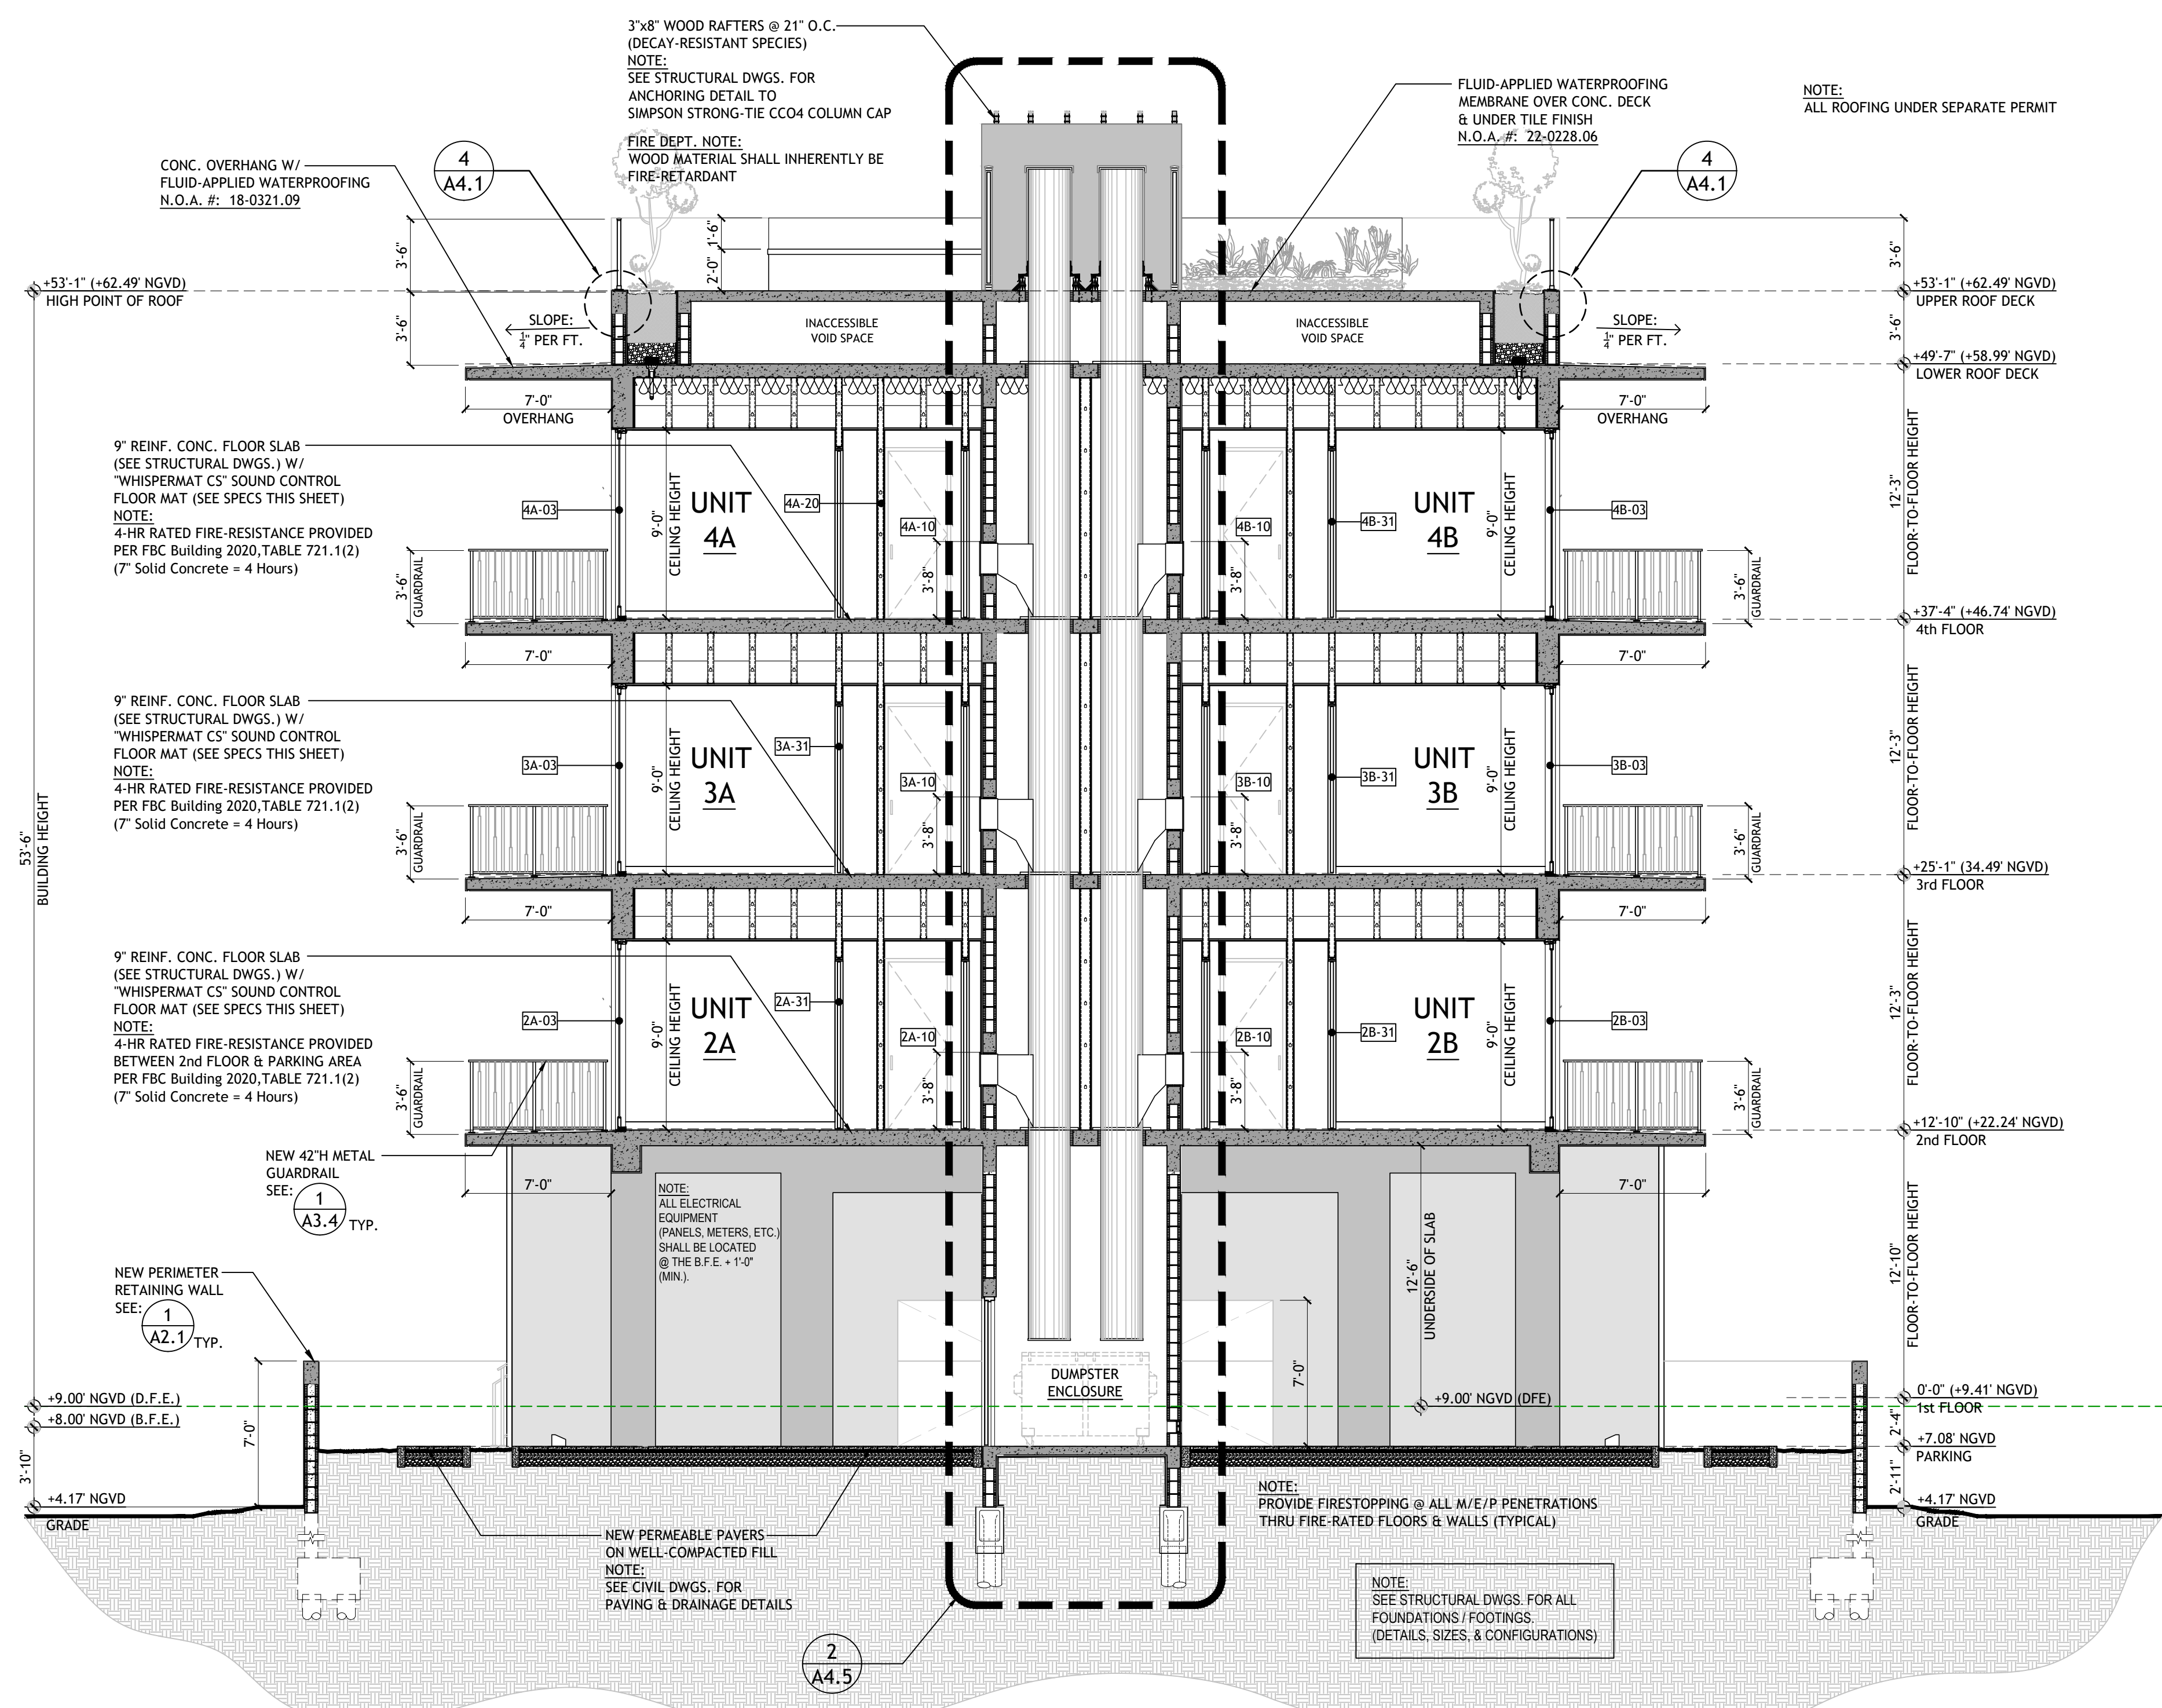 3"x8" WOOD RAFTERS @ 21" O.C.
(DECAY-RESISTANT SPECIES)
NOTE:
SEE STRUCTURAL DWGS. FOR
ANCHORING DETAIL TO
SIMPSON STRONG-TIE CCO4 COLUMN CAP
FIRE DEPT. NOTE:
WOOD MATERIAL SHALL INHERENTLY BE
FIRE-RETARDANT
FLUID-APPLIED WATERPROOFING
MEMBRANE OVER CONC. DECK
& UNDER TILE FINISH
N.O.A. #: 22-0228.06
NOTE:
ALL ROOFING UNDER SEPARATE PERMIT
CONC. OVERHANG W/
FLUID-APPLIED WATERPROOFING
N.O.A. #: 18-0321.09
4
A4.1
4
A4.1
3'-6"
1'-6"
2'-0"
3'-6"
+53'-1" (+62.49' NGVD)
HIGH POINT OF ROOF
+53'-1" (+62.49' NGVD)
UPPER ROOF DECK
3'-6"
SLOPE:
1/4" PER FT.
INACCESSIBLE
VOID SPACE
INACCESSIBLE
VOID SPACE
SLOPE:
1/4" PER FT.
3'-6"
+49'-7" (+58.99' NGVD)
LOWER ROOF DECK
7'-0"
OVERHANG
7'-0"
OVERHANG
9" REINF. CONC. FLOOR SLAB
(SEE STRUCTURAL DWGS.) W/
"WHISPERMAT CS" SOUND CONTROL
FLOOR MAT (SEE SPECS THIS SHEET)
NOTE:
4-HR RATED FIRE-RESISTANCE PROVIDED
PER FBC Building 2020,TABLE 721.1(2)
(7" Solid Concrete = 4 Hours)
4A-03
9'-0"
CEILING HEIGHT
UNIT
4A
4A-20
4A-10
3'-8"
4B-10
3'-8"
4B-31
UNIT
4B
9'-0"
CEILING HEIGHT
4B-03
12'-3"
FLOOR-TO-FLOOR HEIGHT
3'-6"
GUARDRAIL
3'-6"
GUARDRAIL
+37'-4" (+46.74' NGVD)
4th FLOOR
7'-0"
7'-0"
9" REINF. CONC. FLOOR SLAB
(SEE STRUCTURAL DWGS.) W/
"WHISPERMAT CS" SOUND CONTROL
FLOOR MAT (SEE SPECS THIS SHEET)
NOTE:
4-HR RATED FIRE-RESISTANCE PROVIDED
PER FBC Building 2020,TABLE 721.1(2)
(7" Solid Concrete = 4 Hours)
3A-03
9'-0"
CEILING HEIGHT
UNIT
3A
3A-31
3A-10
3'-8"
3B-10
3'-8"
3B-31
UNIT
3B
9'-0"
CEILING HEIGHT
3B-03
12'-3"
FLOOR-TO-FLOOR HEIGHT
53'-6"
BUILDING HEIGHT
3'-6"
GUARDRAIL
3'-6"
GUARDRAIL
+25'-1" (34.49' NGVD)
3rd FLOOR
7'-0"
7'-0"
9" REINF. CONC. FLOOR SLAB
(SEE STRUCTURAL DWGS.) W/
"WHISPERMAT CS" SOUND CONTROL
FLOOR MAT (SEE SPECS THIS SHEET)
NOTE:
4-HR RATED FIRE-RESISTANCE PROVIDED
BETWEEN 2nd FLOOR & PARKING AREA
PER FBC Building 2020,TABLE 721.1(2)
(7" Solid Concrete = 4 Hours)
2A-03
9'-0"
CEILING HEIGHT
UNIT
2A
2A-31
2A-10
3'-8"
2B-10
3'-8"
2B-31
UNIT
2B
9'-0"
CEILING HEIGHT
2B-03
12'-3"
FLOOR-TO-FLOOR HEIGHT
3'-6"
GUARDRAIL
3'-6"
GUARDRAIL
+12'-10" (+22.24' NGVD)
2nd FLOOR
NEW 42"H METAL
GUARDRAIL
SEE:
1
A3.4
TYP.
7'-0"
7'-0"
NOTE:
ALL ELECTRICAL
EQUIPMENT
(PANELS, METERS, ETC.)
SHALL BE LOCATED
@ THE B.F.E. + 1'-0"
(MIN.).
12'-6"
UNDERSIDE OF SLAB
12'-10"
FLOOR-TO-FLOOR HEIGHT
NEW PERIMETER
RETAINING WALL
SEE:
1
A2.1
TYP.
7'-0"
7'-0"
DUMPSTER
ENCLOSURE
+9.00' NGVD (D.F.E.)
+8.00' NGVD (B.F.E.)
3'-10"
+4.17' NGVD
GRADE
+9.00' NGVD (DFE)
0'-0" (+9.41' NGVD)
1st FLOOR
2'-4"
+7.08' NGVD
PARKING
2'-11"
+4.17' NGVD
GRADE
NOTE:
PROVIDE FIRESTOPPING @ ALL M/E/P PENETRATIONS
THRU FIRE-RATED FLOORS & WALLS (TYPICAL)
NEW PERMEABLE PAVERS
ON WELL-COMPACTED FILL
NOTE:
SEE CIVIL DWGS. FOR
PAVING & DRAINAGE DETAILS
NOTE:
SEE STRUCTURAL DWGS. FOR ALL
FOUNDATIONS / FOOTINGS.
(DETAILS, SIZES, & CONFIGURATIONS)
2
A4.5